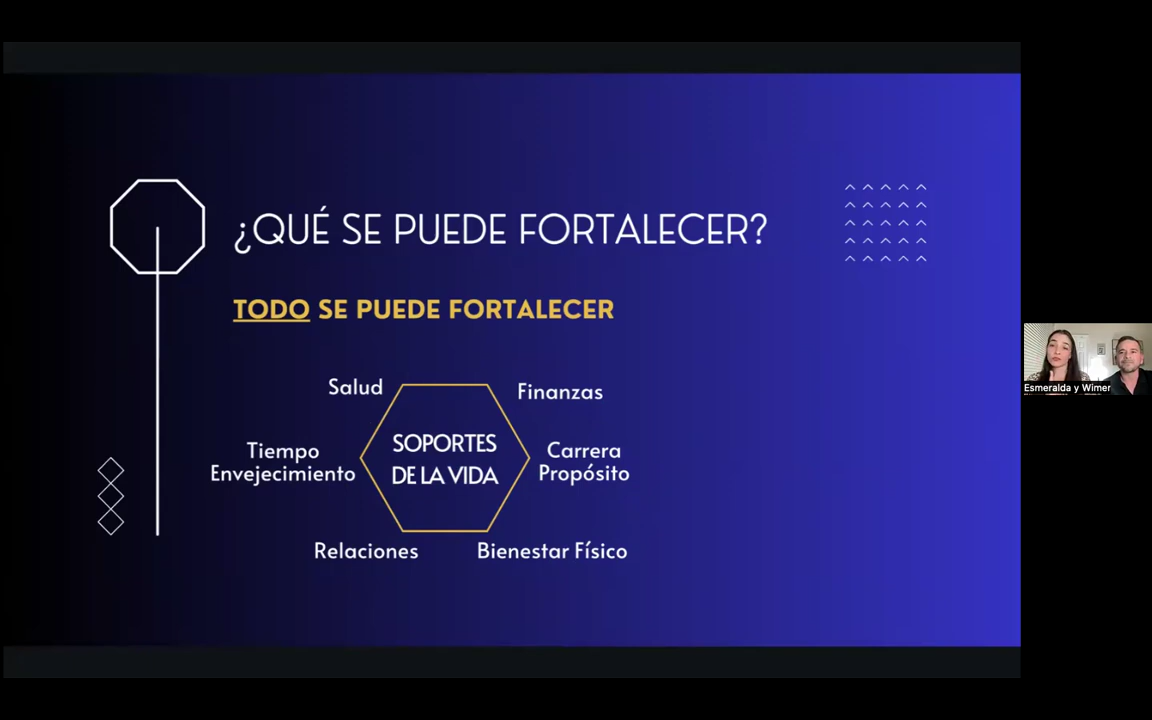 ¿QUÉ SE PUEDE FORTALECER?
TODO SE PUEDE FORTALECER
Salud
Finanzas
SOPORTES
DE LA VIDA
Tiempo
Envejecimiento
Carrera
Propósito
Relaciones
Bienestar Físico
Esmeralda y Wimer